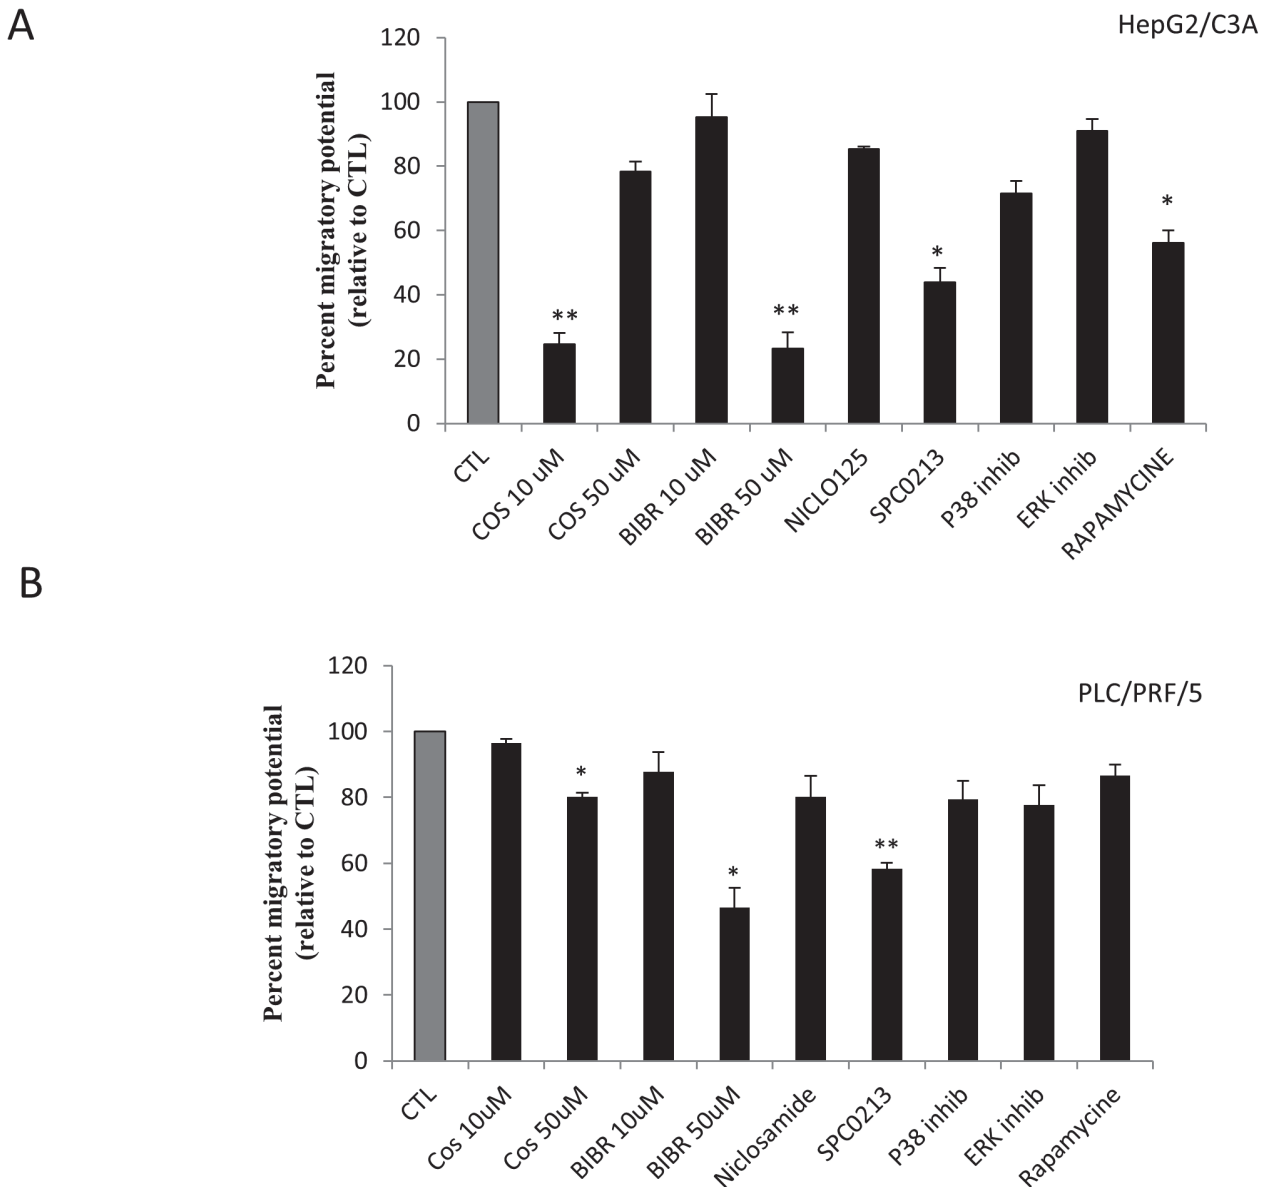 A
HepG2/C3A
120
100
80
60
40
20
0
Percent migratory potential
(relative to CTL)
**
**
*
*
CTL
COS 10 uM
COS 50 uM
BIBR 10 uM
BIBR 50 uM
NICLO125
SPC0213
P38 inhib
ERK inhib
RAPAMYCINE
B
PLC/PRF/5
120
100
80
60
40
20
0
Percent migratory potential
(relative to CTL)
*
*
**
CTL
Cos 10uM
Cos 50uM
BIBR 10uM
BIBR 50uM
Niclosamide
SPC0213
P38 inhib
ERK inhib
Rapamycine